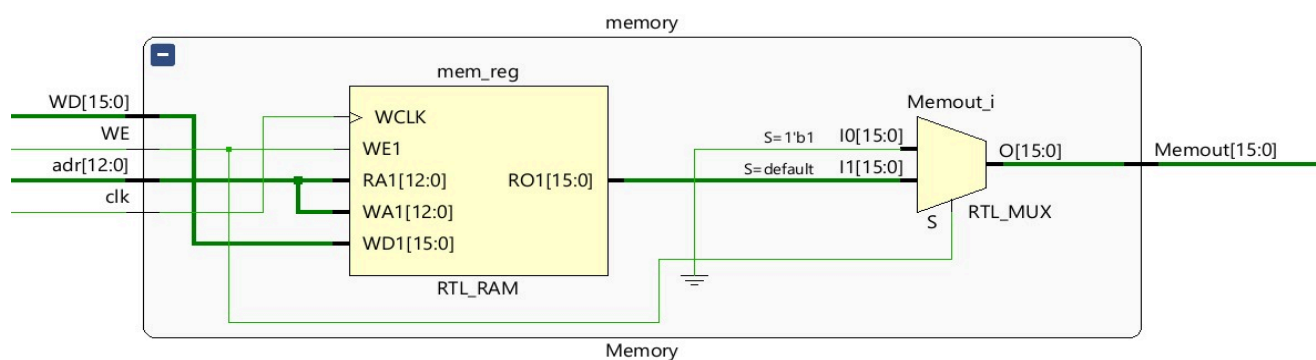 memory
mem_reg
WD[15:0]
WE
adr[12:0]
clk
WCLK
WE1
RA1[12:0]
WA1[12:0]
WD1[15:0]
RO1[15:0]
RTL_RAM
Memout_i
S=1'b1
I0[15:0]
S=default
I1[15:0]
O[15:0]
S
RTL_MUX
Memout[15:0]
Memory